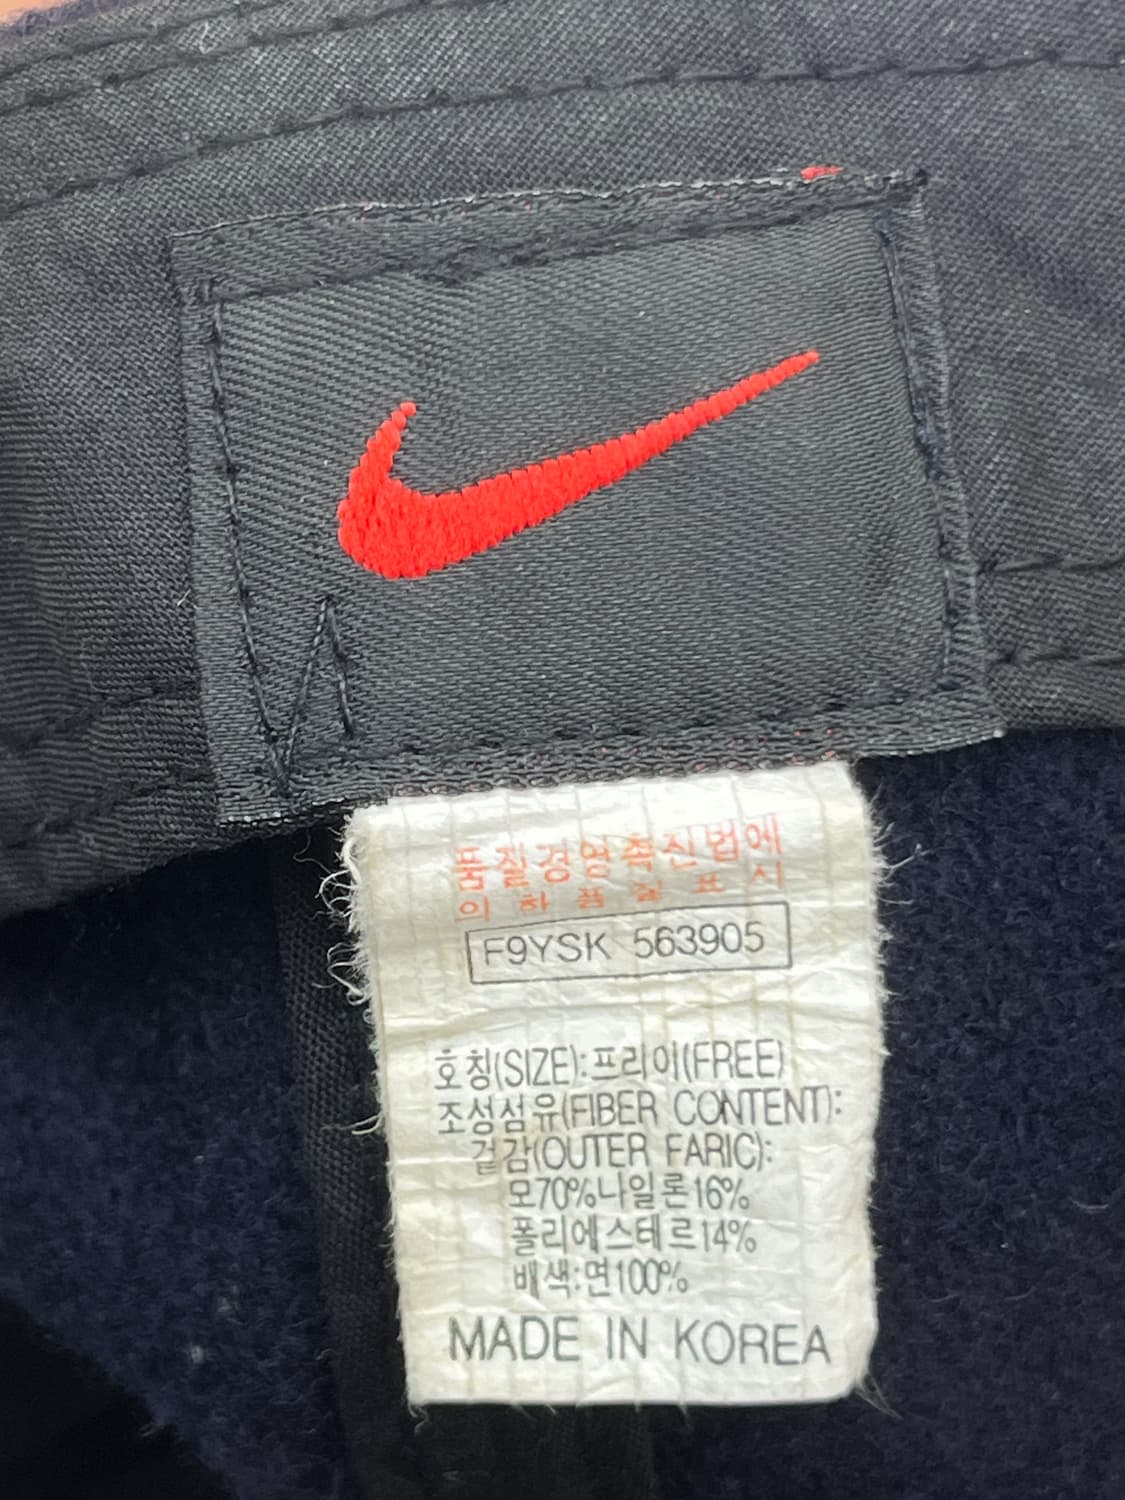 품질경영촉진법에
의한품질표시
F9YSK 563905
호칭(SIZE):프리이(FREE)
조성섬유(FIBER CONTENT):
겉감(OUTER FARIC):
모70%나일론16%
폴리에스테르14%
배색:면100%
MADE IN KOREA